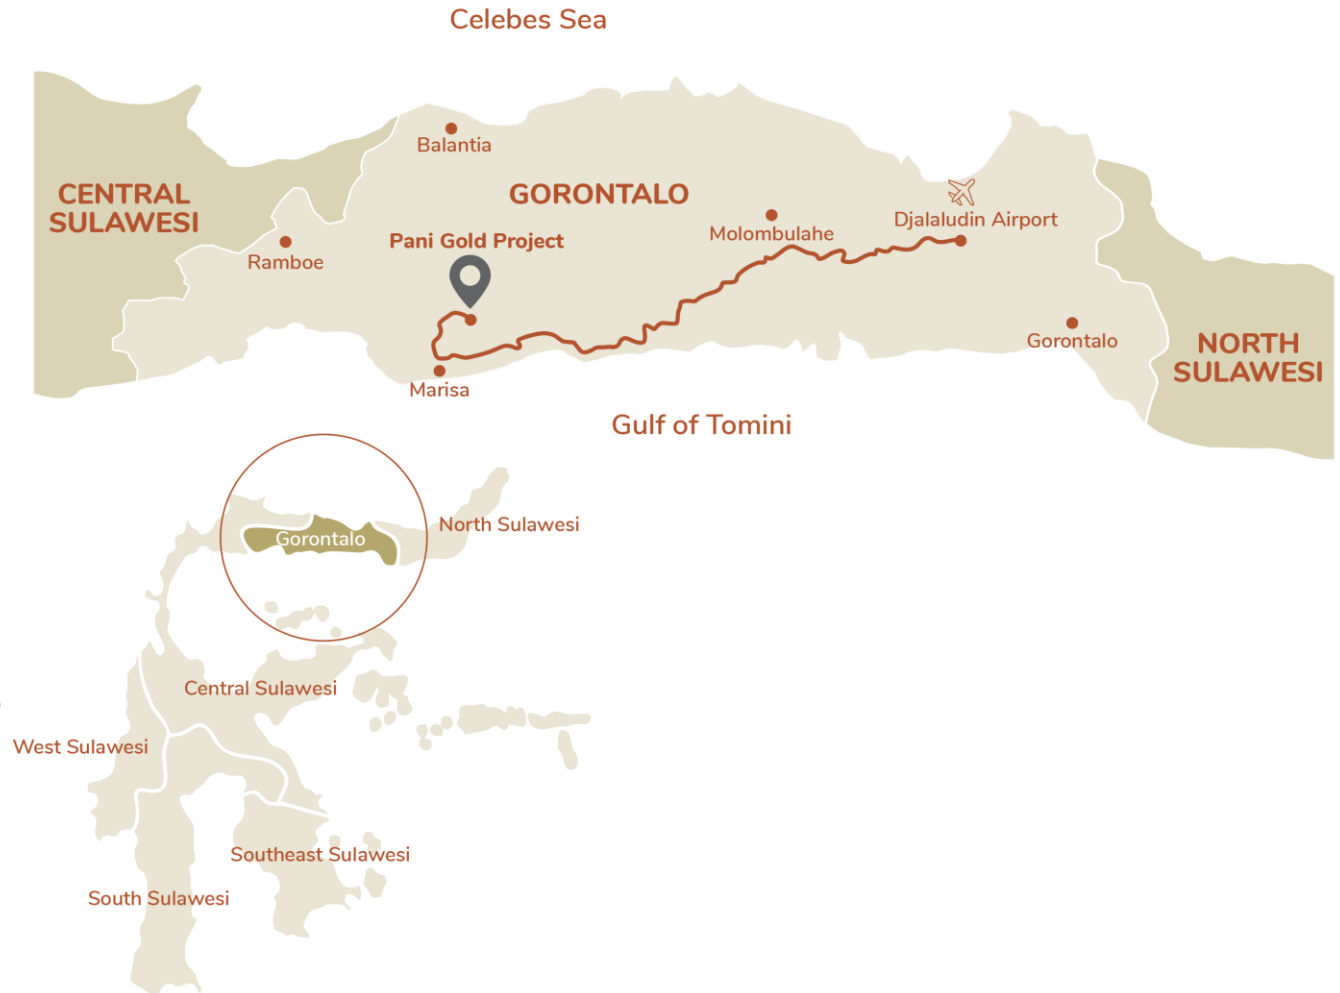 Celebes Sea
Balantia
CENTRAL
SULAWESI
GORONTALO
Djalaludin Airport
Molombulahe
Pani Gold Project
Ramboe
Gorontalo
NORTH
SULAWESI
Marisa
Gulf of Tomini
North Sulawesi
Gorontalo
Central Sulawesi
West Sulawesi
Southeast Sulawesi
South Sulawesi